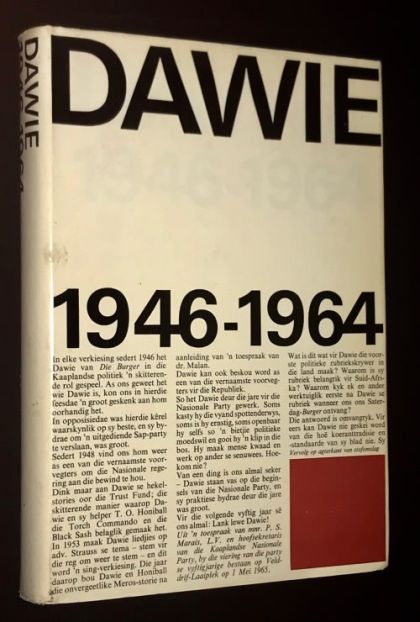 DAWIE
1946-1964
DAWIE
1946-1964
In elke verkiesing sedert 1946 het
Dawie van Die Burger in die
Kaaplandse politiek 'n skitteren-
de rol gespeel. As ons geweet het
wie Dawie is, kon ons in hierdie
feesdae 'n groot geskenk aan hom
oorhandig het.
In opposisiedae was hierdie kêrel
waarskynlik op sy beste, en sy by-
drae om 'n uitgediende Sap-party
te verslaan, was groot.
Sedert 1948 vind ons hom weer
as een van die vernaamste voor-
vegters om die Nasionale rege-
ring aan die bewind te hou.
Dink maar aan Dawie se hekel-
stories oor die Trust Fund; die
skitterende manier waarop Da-
wie en sy helper T. O. Honiball
die Torch Commando en die
Black Sash belaglik gemaak het.
In 1953 maak Dawie liedjies op
adv. Strauss se tema – stem vir
die reg om weer te stem – en dit
word 'n sing-verkiesing. Die jaar
daarop bou Dawie en Honiball
die onvergeetlike Meros-storie na
aanleiding van 'n toespraak van
dr. Malan.
Dawie kan ook beskou word as
een van die vernaamste voorveg-
ters vir die Republiek.
So het Dawie deur die jare vir die
Nasionale Party gewerk. Soms
kasty hy die vyand spottenderwys,
soms is hy ernstig, soms openbaar
hy selfs so 'n bietjie politieke
moedswil en gooi hy 'n klip in die
bos. Hy maak mense kwaad en
werk op ander se senuwees. Hoe-
kom nie?
Van een ding is ons almal seker
– Dawie staan vas op die begin-
sels van die Nasionale Party, en
sy praktiese bydrae deur die jare
was groot.
Vir die volgende vyftig jaar sê
ons almal: Lank lewe Dawie!
Uit 'n toespraak van mnr. P. S.
Marais, L.V. en hoofsekretaris
van die Kaaplandse Nasionale
Party, by die viering van die party
se vyftigjarige bestaan op Veld-
drif-Laaiplek op 1 Mei 1965.
Wat is dit wat vir Dawie die voor-
ste politieke rubriekskrywer in
die land maak? Waarom is sy
rubriek belangrik vir Suid-Afri-
ka? Waarom kyk ek en ander
werktuiglik eerste na Dawie se
rubriek wanneer ons ons Sater-
dag-Burger ontvang?
Die antwoord is omvangryk. Vir
eers kan Dawie nie geskei word
van die hoë koerantradisie en
-standaarde van sy blad nie. Sy
Vervolg op agterkant van stofomslag